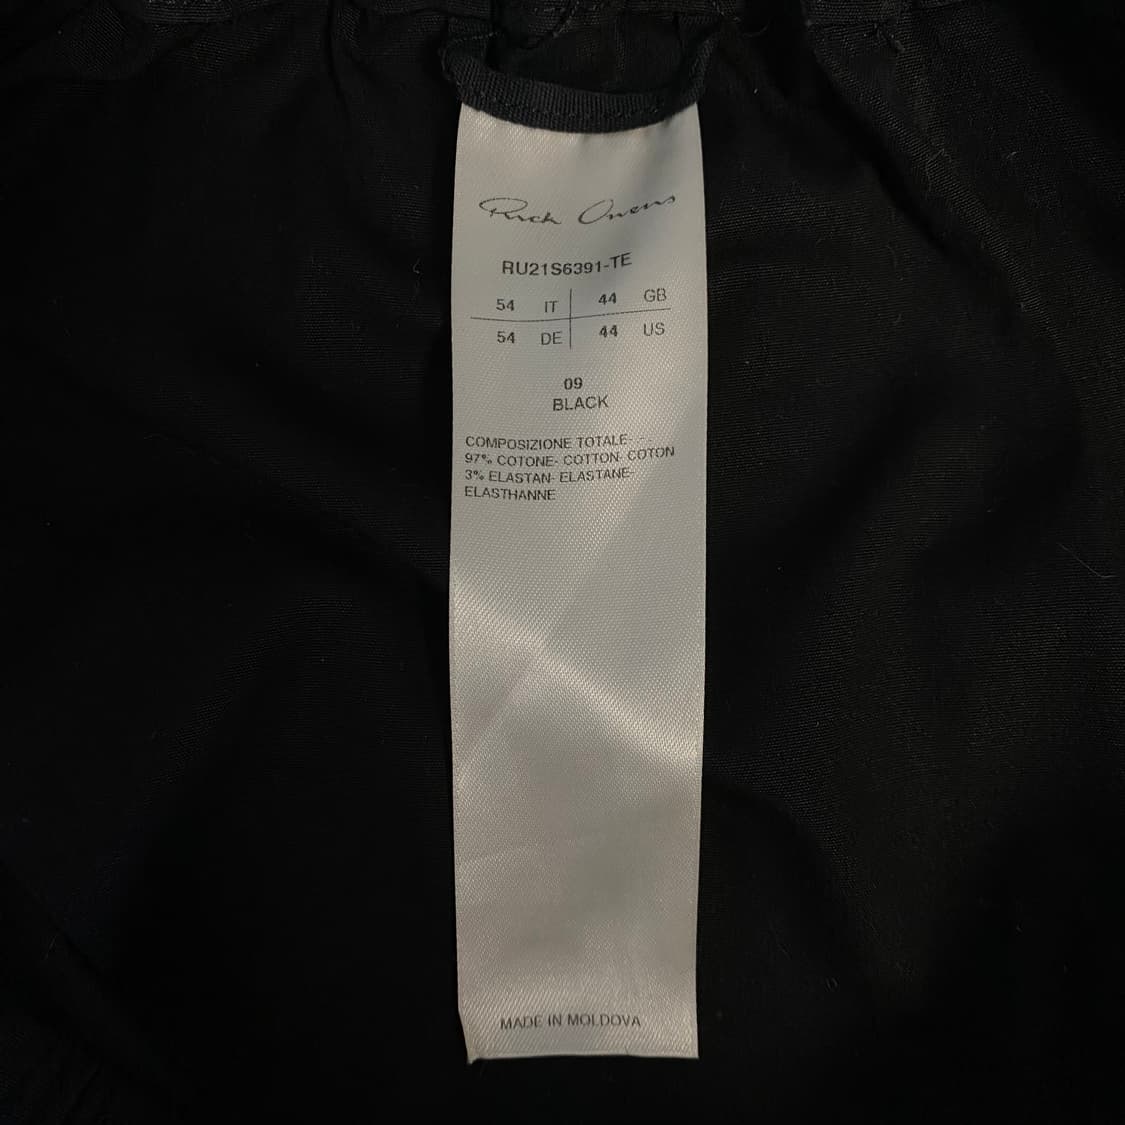 Rick Owens
RU21S6391-TE
54 IT 44 GB
54 DE 44 US
09
BLACK
COMPOSIZIONE TOTALE- - -
97% COTONE- COTTON- COTON
3% ELASTAN- ELASTANE-
ELASTHANNE
MADE IN MOLDOVA